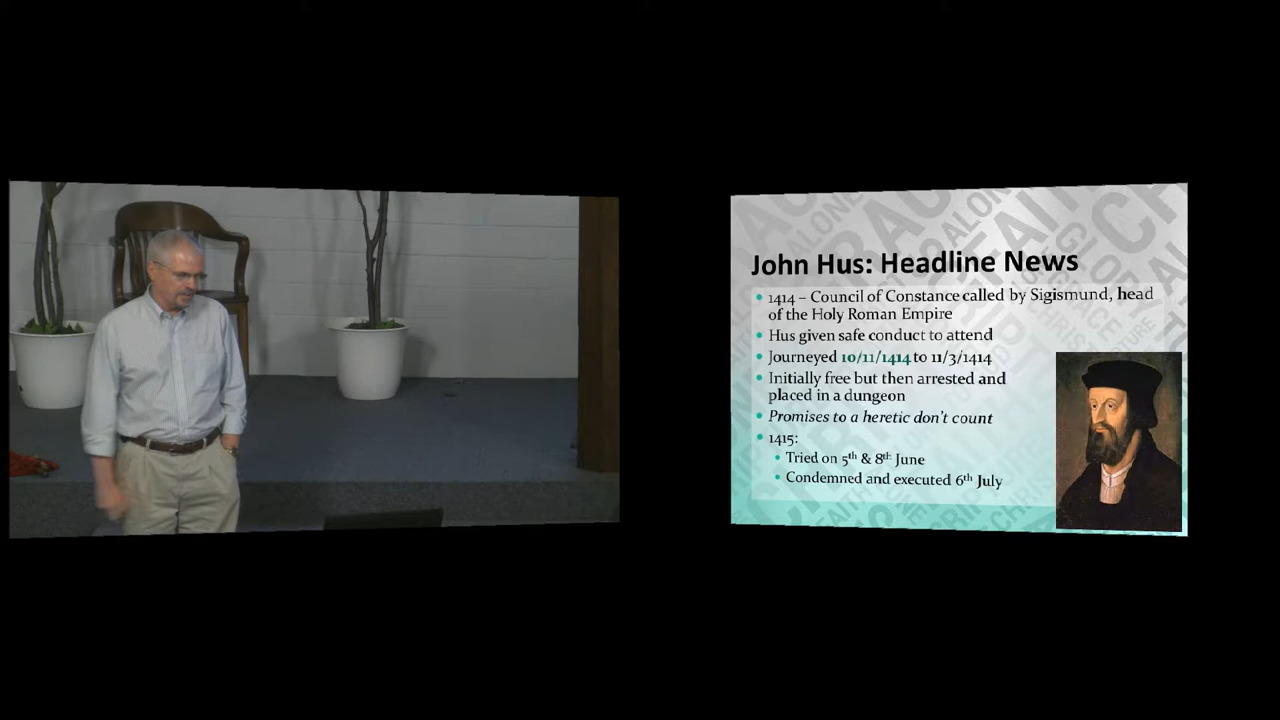 John Hus: Headline News
• 1414 – Council of Constance called by Sigismund, head
of the Holy Roman Empire
• Hus given safe conduct to attend
• Journeyed 10/11/1414 to 11/3/1414
• Initially free but then arrested and
placed in a dungeon
• Promises to a heretic don't count
• 1415:
• Tried on 5th & 8th June
• Condemned and executed 6th July